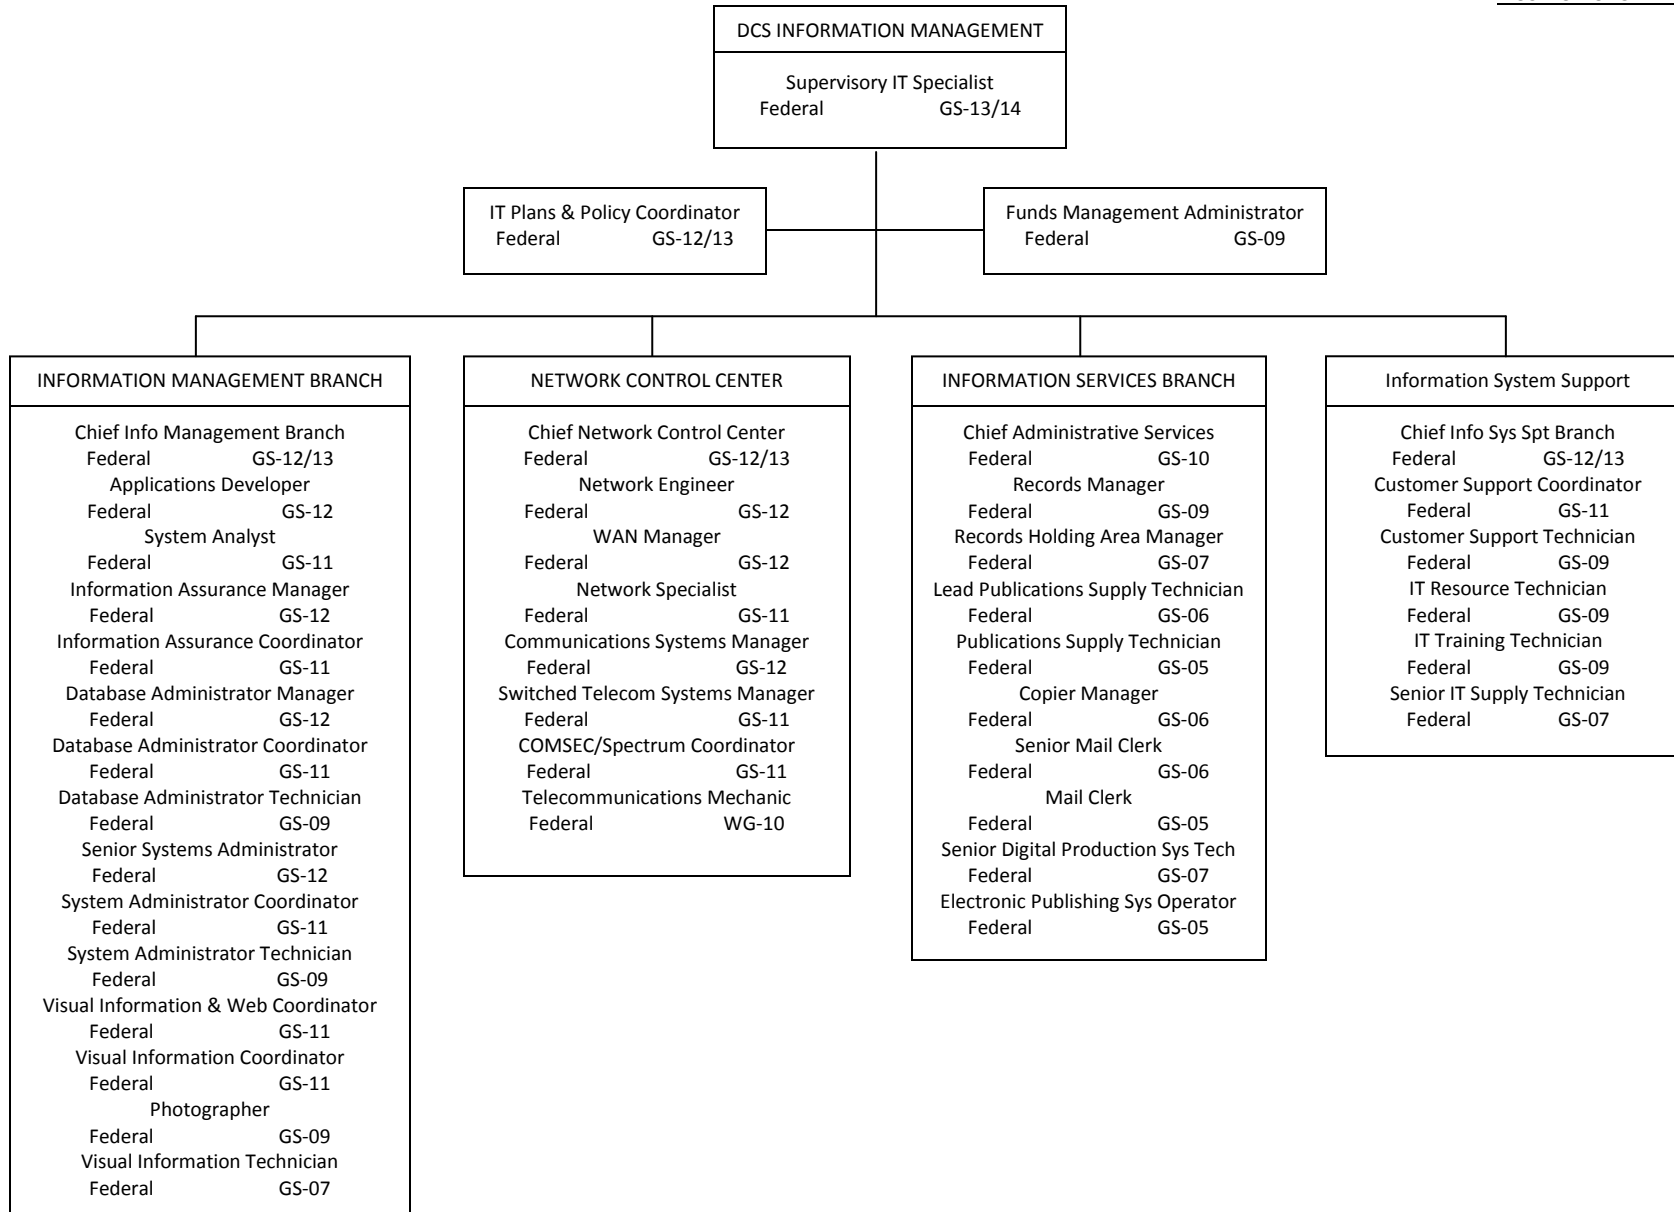 DCS INFORMATION MANAGEMENT
Supervisory IT Specialist
Federal GS-13/14
IT Plans & Policy Coordinator
Federal GS-12/13
Funds Management Administrator
Federal GS-09
INFORMATION MANAGEMENT BRANCH
Chief Info Management Branch
Federal GS-12/13
Applications Developer
Federal GS-12
System Analyst
Federal GS-11
Information Assurance Manager
Federal GS-12
Information Assurance Coordinator
Federal GS-11
Database Administrator Manager
Federal GS-12
Database Administrator Coordinator
Federal GS-11
Database Administrator Technician
Federal GS-09
Senior Systems Administrator
Federal GS-12
System Administrator Coordinator
Federal GS-11
System Administrator Technician
Federal GS-09
Visual Information & Web Coordinator
Federal GS-11
Visual Information Coordinator
Federal GS-11
Photographer
Federal GS-09
Visual Information Technician
Federal GS-07
NETWORK CONTROL CENTER
Chief Network Control Center
Federal GS-12/13
Network Engineer
Federal GS-12
WAN Manager
Federal GS-12
Network Specialist
Federal GS-11
Communications Systems Manager
Federal GS-12
Switched Telecom Systems Manager
Federal GS-11
COMSEC/Spectrum Coordinator
Federal GS-11
Telecommunications Mechanic
Federal WG-10
INFORMATION SERVICES BRANCH
Chief Administrative Services
Federal GS-10
Records Manager
Federal GS-09
Records Holding Area Manager
Federal GS-07
Lead Publications Supply Technician
Federal GS-06
Publications Supply Technician
Federal GS-05
Copier Manager
Federal GS-06
Senior Mail Clerk
Federal GS-06
Mail Clerk
Federal GS-05
Senior Digital Production Sys Tech
Federal GS-07
Electronic Publishing Sys Operator
Federal GS-05
Information System Support
Chief Info Sys Spt Branch
Federal GS-12/13
Customer Support Coordinator
Federal GS-11
Customer Support Technician
Federal GS-09
IT Resource Technician
Federal GS-09
IT Training Technician
Federal GS-09
Senior IT Supply Technician
Federal GS-07